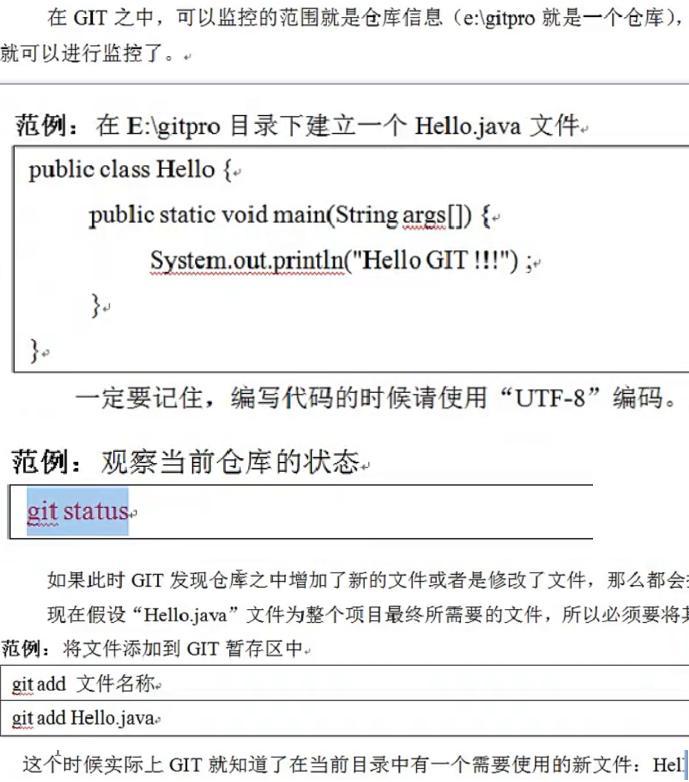 在 GIT 之中，可以监控的范围就是仓库信息（e:\gitpro 就是一个仓库），
就可以进行监控了。
范例：在 E:\gitpro 目录下建立一个 Hello.java 文件
public class Hello {
public static void main(String args[]) {
System.out.println("Hello GIT !!!") ;
}
}
一定要记住，编写代码的时候请使用“UTF-8”编码。
范例：观察当前仓库的状态
git status
如果此时 GIT 发现仓库之中增加了新的文件或者是修改了文件，那么都会
现在假设“Hello.java”文件为整个项目最终所需要的文件，所以必须要将其
范例：将文件添加到 GIT 暂存区中
git add 文件名称
git add Hello.java
这个时候实际上 GIT 就知道了在当前目录中有一个需要使用的新文件：Hel